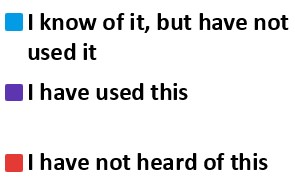 I know of it, but have not
used it
I have used this
I have not heard of this